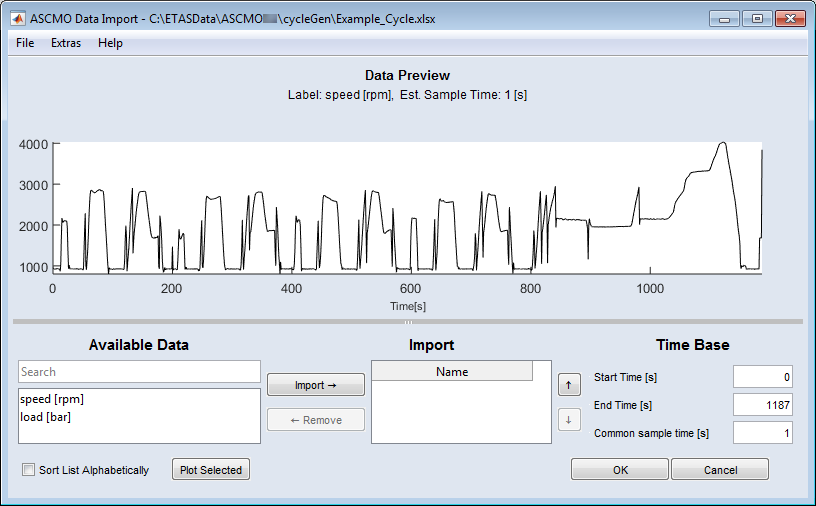 ASCMO Data Import - C:\ETASData\ASCMO \cycleGen\Example_Cycle.xlsx
File Extras Help
Data Preview
Label: speed [rpm], Est. Sample Time: 1 [s]
4000
3000
2000
1000
0 200 400 600 800 1000
Time[s]
Available Data
Import
Time Base
Search
speed [rpm]
load [bar]
Import →
← Remove
Name
↑
↓
Start Time [s] 0
End Time [s] 1187
Common sample time [s] 1
Sort List Alphabetically
Plot Selected
OK
Cancel